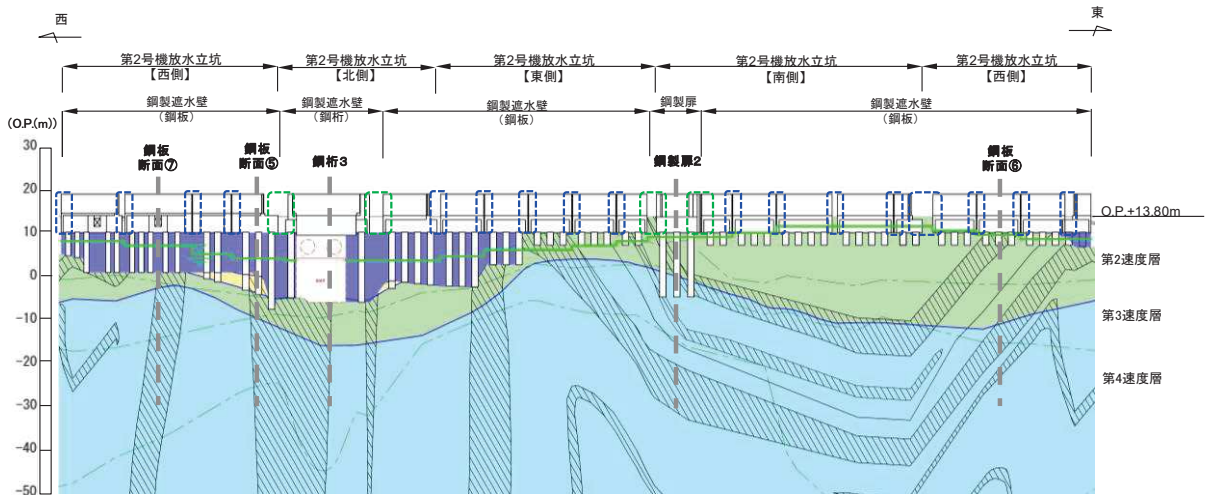 西
東
第2号機放水立坑
【西側】
第2号機放水立坑
【北側】
第2号機放水立坑
【東側】
第2号機放水立坑
【南側】
第2号機放水立坑
【西側】
鋼製遮水壁
(鋼板)
鋼製遮水壁
(鋼桁)
鋼製遮水壁
(鋼板)
鋼製扉
鋼製遮水壁
(鋼板)
(O.P.(m))
鋼板
断面⑦
鋼板
断面⑤
鋼桁3
鋼製扉2
鋼板
断面⑥
30
20
10
0
-10
-20
-30
-40
-50
O.P.+13.80m
第2速度層
第3速度層
第4速度層